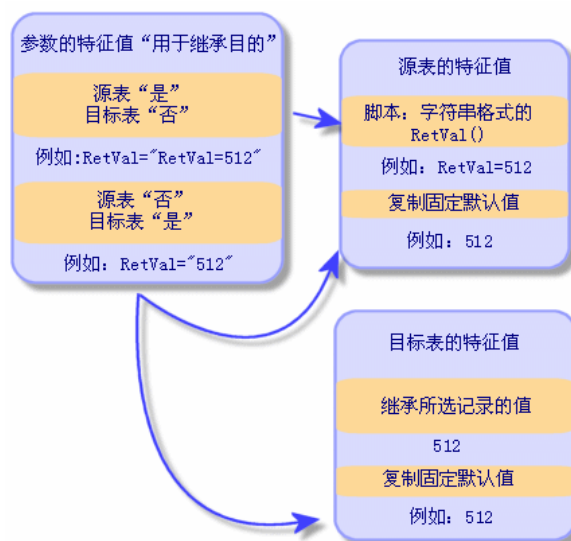 参数的特征值“用于继承目的”
源表“是”
目标表“否”
例如:RetVal="RetVal=512"
源表“否”
目标表“是”
例如：RetVal="512"
源表的特征值
脚本：字符串格式的
RetVal()
例如：RetVal=512
复制固定默认值
例如：512
目标表的特征值
继承所选记录的值
512
复制固定默认值
例如：512